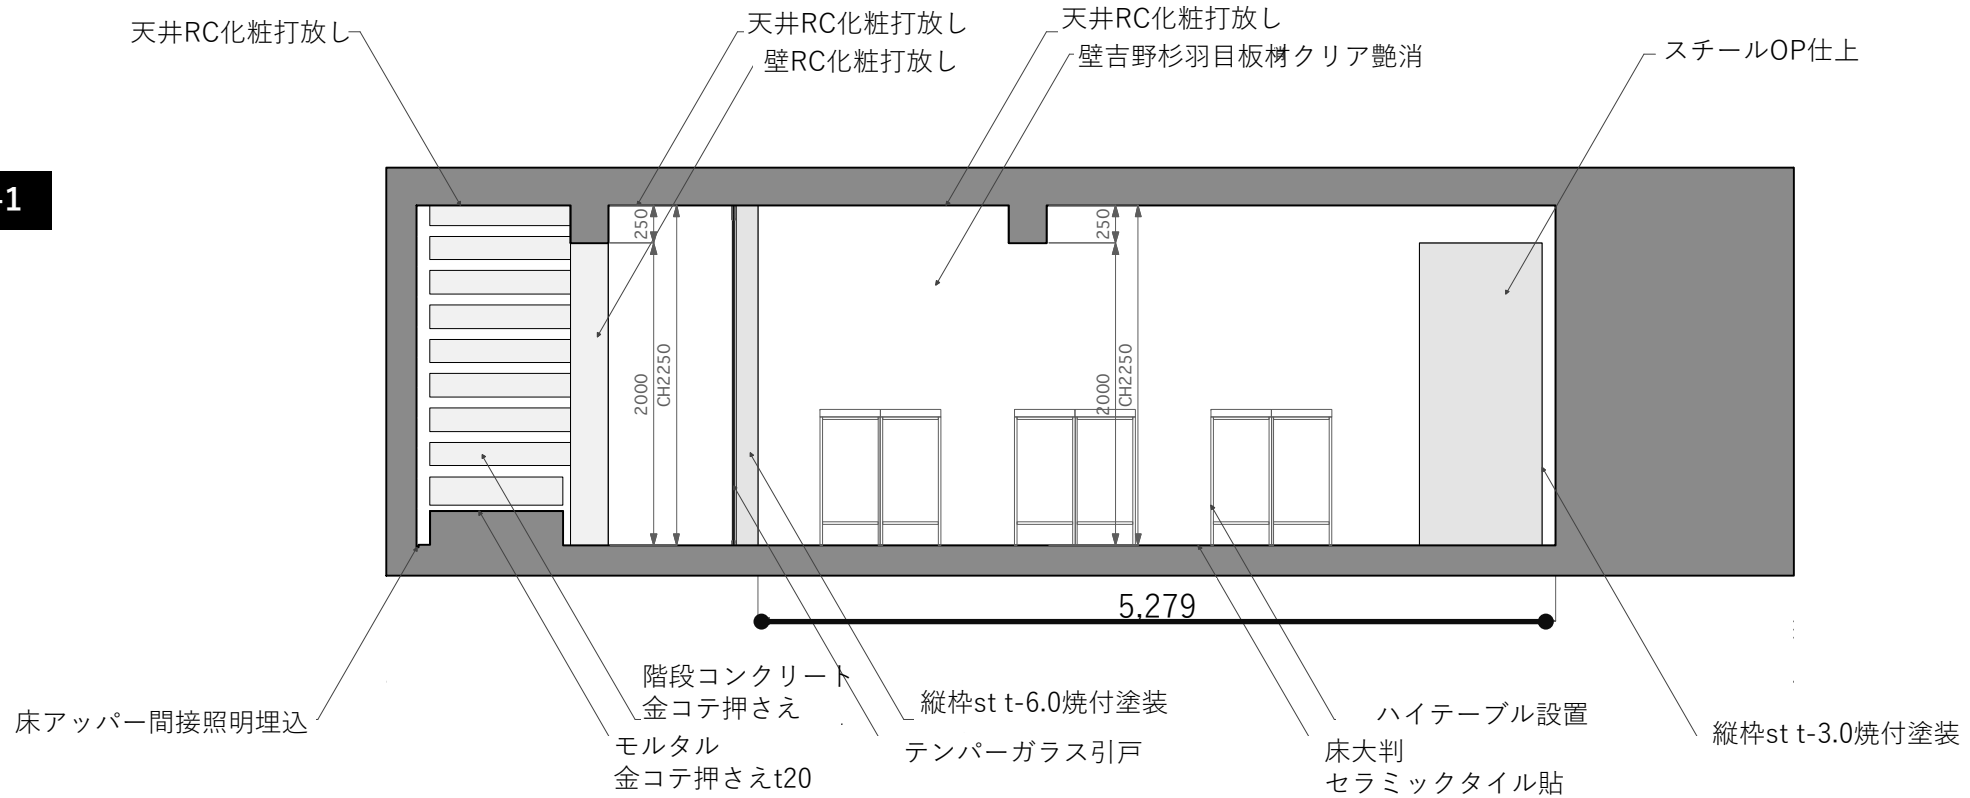 天井RC化粧打放し
天井RC化粧打放し
壁RC化粧打放し
天井RC化粧打放し
壁吉野杉羽目板材クリア艶消
スチールOP仕上
-1
250
2000
CH2250
250
2000
CH2250
5,279
床アッパー間接照明埋込
階段コンクリート
金コテ押さえ
モルタル
金コテ押さえt20
縦枠st t-6.0焼付塗装
テンパーガラス引戸
ハイテーブル設置
床大判
セラミックタイル貼
縦枠st t-3.0焼付塗装